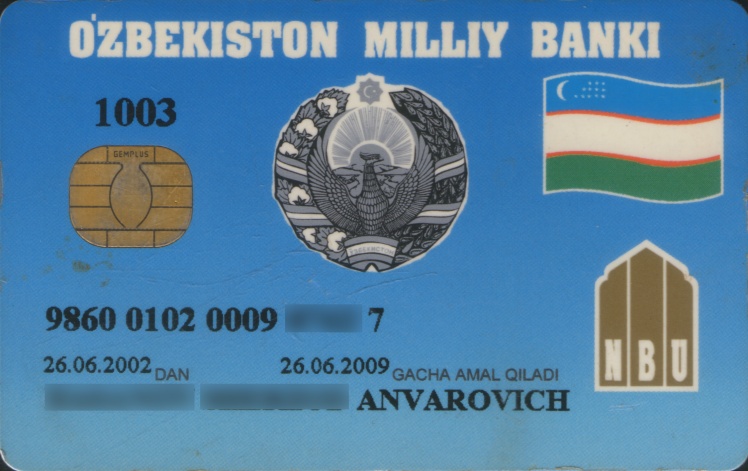 O'ZBEKISTON MILLIY BANKI
1003
GEMPLUS
9860 0102 0009 7
26.06.2002 DAN 26.06.2009 GACHA AMAL QILADI
ANVAROVICH
NBU